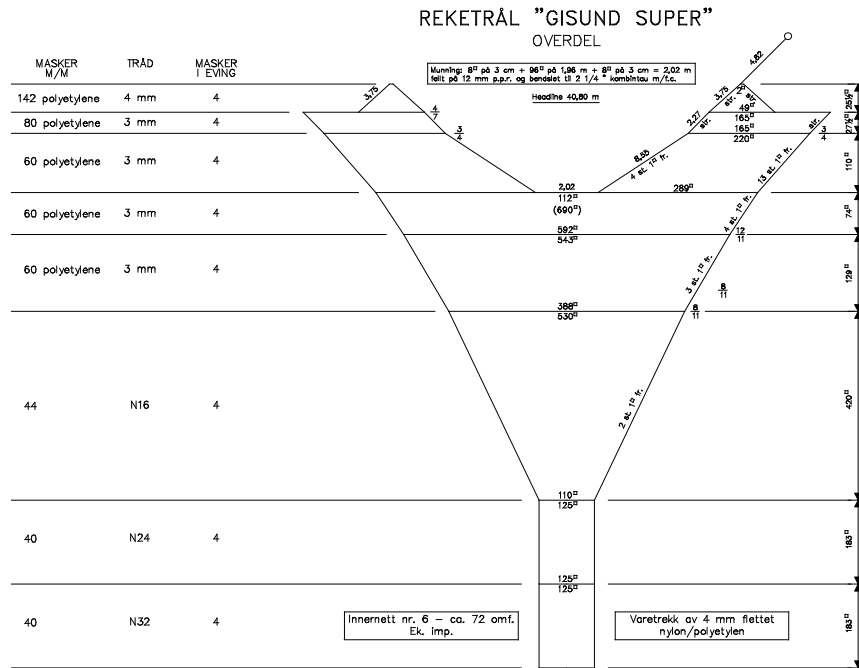 REKETRÅL "GISUND SUPER"
OVERDEL
MASKER M/M
TRÅD
MASKER I EVING
Munning: 8¤ på 3 cm + 96¤ på 1,96 m + 8¤ på 3 cm = 2,02 m
felt på 12 mm p.p.r. og bendslet til 2 1/4 " kombintau m/f.c.
Headline 40,80 m
4,82
142 polyetylene 4 mm 4
3,75
3,75
str.
2¤
str.
49¤
25½¤
80 polyetylene 3 mm 4
4/7
2,27
str.
165¤
165¤
str.
27½¤
3/4
220¤
3/4
60 polyetylene 3 mm 4
8,55
4 st. 1¤ fr.
13 st. 1¤ fr.
110¤
2,02
289¤
112¤
(690¤)
60 polyetylene 3 mm 4
4 st. 1¤ fr.
74¤
592¤
543¤
12/11
60 polyetylene 3 mm 4
3 st. 1¤ fr.
8/11
129¤
388¤
530¤
8/11
44 N16 4
2 st. 1¤ fr.
420¤
110¤
125¤
40 N24 4
183¤
125¤
125¤
40 N32 4
183¤
Innernett nr. 6 – ca. 72 omf.
Ek. imp.
Varetrekk av 4 mm flettet
nylon/polyetylen